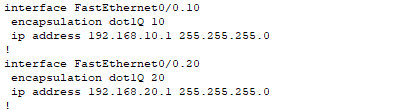 interface FastEthernet0/0.10
 encapsulation dot1Q 10
 ip address 192.168.10.1 255.255.255.0
!
interface FastEthernet0/0.20
 encapsulation dot1Q 20
 ip address 192.168.20.1 255.255.255.0
!